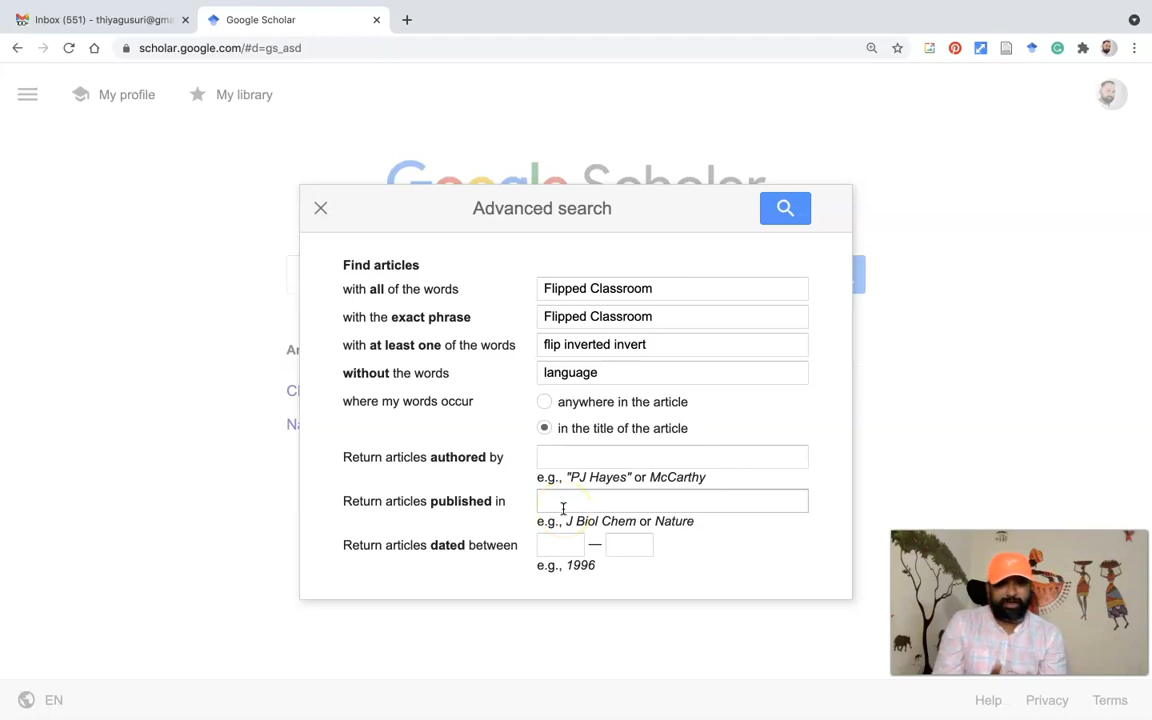 Inbox (551) - thiyagusuri@gma
Google Scholar
scholar.google.com/#d=gs_asd
My profile
My library
Google Scholar
Advanced search
Find articles
with all of the words
Flipped Classroom
with the exact phrase
Flipped Classroom
with at least one of the words
flip inverted invert
without the words
language
where my words occur
anywhere in the article
in the title of the article
Return articles authored by
e.g., "PJ Hayes" or McCarthy
Return articles published in
e.g., J Biol Chem or Nature
Return articles dated between
—
e.g., 1996
EN
Help
Privacy
Terms